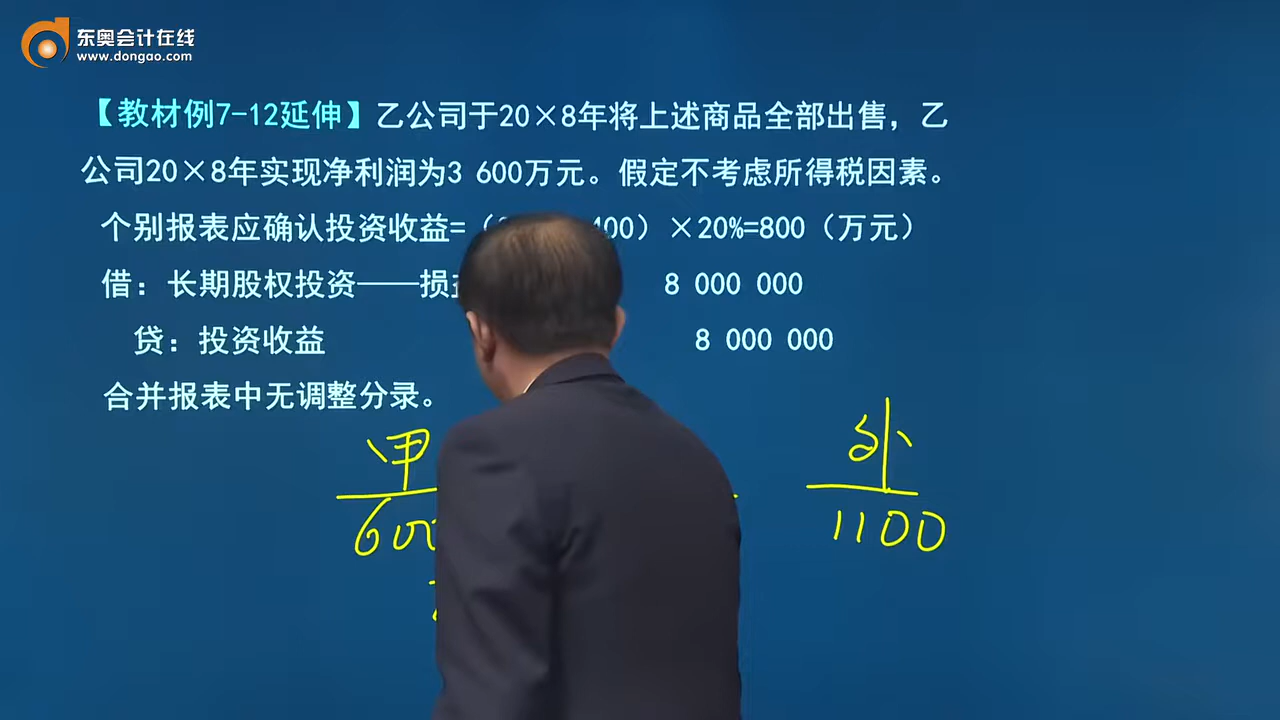 东奥会计在线
www.dongao.com
【教材例7-12延伸】乙公司于20×8年将上述商品全部出售，乙
公司20×8年实现净利润为3 600万元。假定不考虑所得税因素。
个别报表应确认投资收益=（ 400）×20%=800（万元）
借：长期股权投资——损 8 000 000
贷：投资收益 8 000 000
合并报表中无调整分录。
甲 外
600 1100